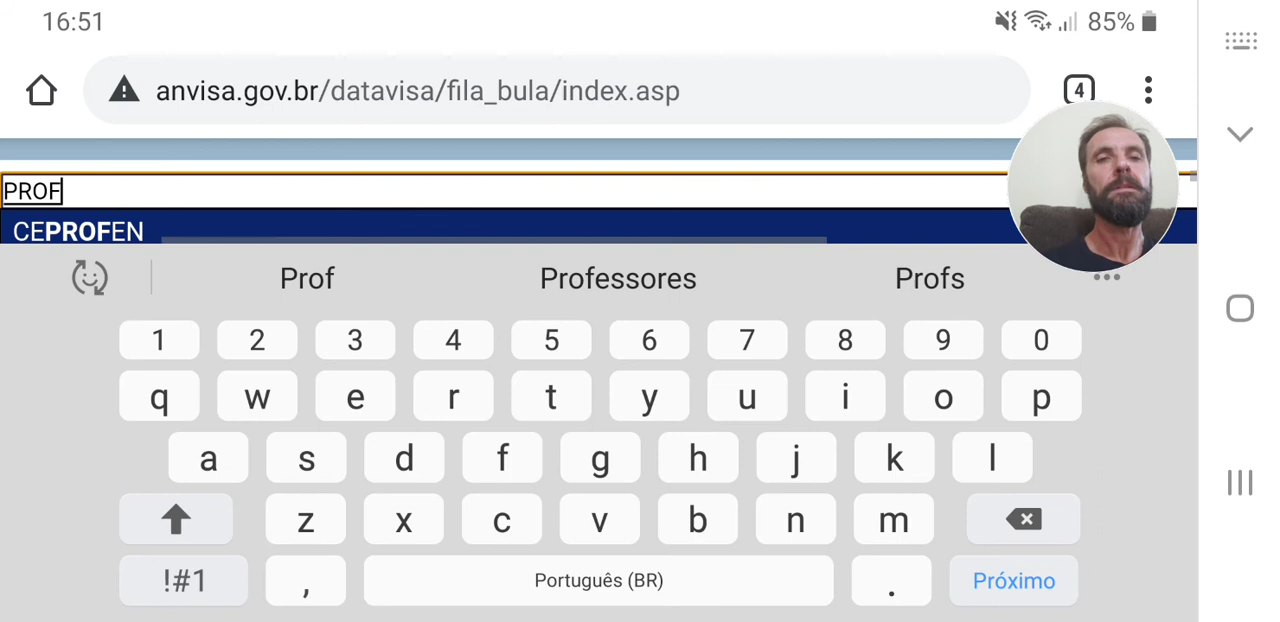 16:51
85%
anvisa.gov.br/datavisa/fila_bula/index.asp
4
PROF
CEPROFEN
Prof Professores Profs
1 2 3 4 5 6 7 8 9 0
q w e r t y u i o p
a s d f g h j k l
z x c v b n m
!#1 , Português (BR) . Próximo